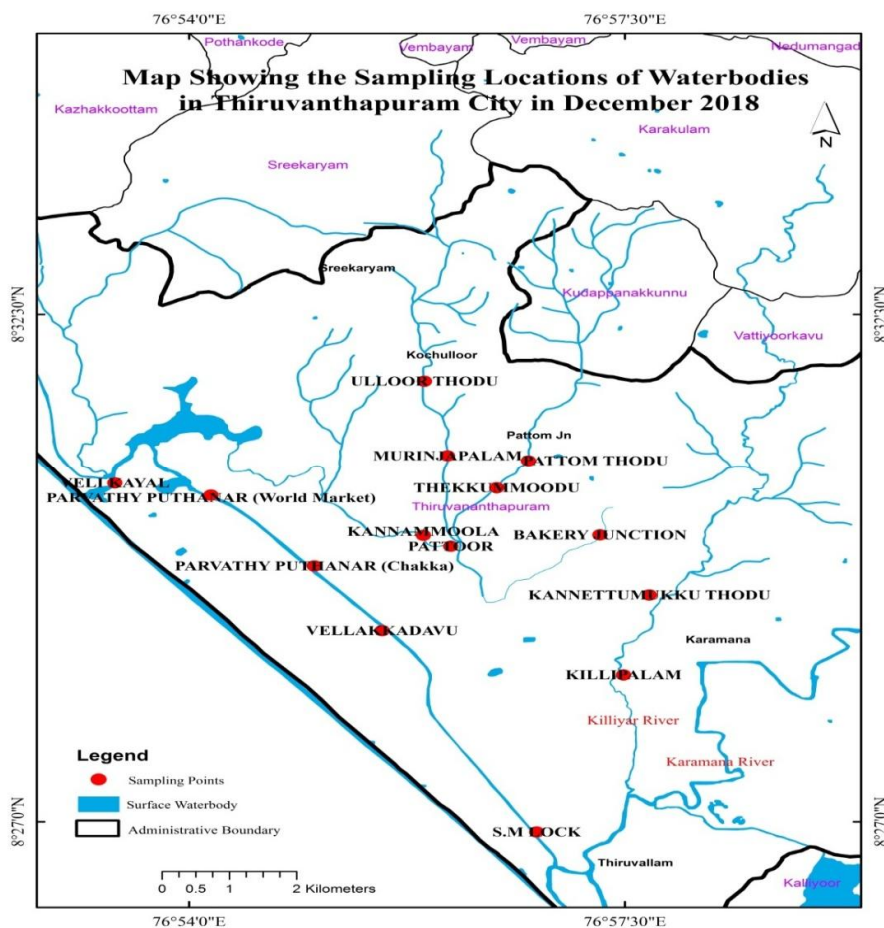 76°54'0"E
76°57'30"E
Pothankode
Vembayam
Vembayam
Nedumangad
Map Showing the Sampling Locations of Waterbodies
in Thiruvanthapuram City in December 2018
Kazhakkoottam
Karakulam
N
Sreekaryam
Sreekaryam
Kudappanakkunnu
8°32'30"N
8°32'30"N
Vattiyoorkavu
Kochulloor
ULLOOR THODU
Pattom Jn
MURINJAPALAM
PATTOM THODU
VELI KAYAL
THEKKUMMOODU
PARVATHY PUTHANAR (World Market)
Thiruvananthapuram
KANNAMMOOLA
BAKERY JUNCTION
PATTOOR
PARVATHY PUTHANAR (Chakka)
KANNETTUMUKKU THODU
VELLAKKADAVU
Karamana
KILLIPALAM
Killiyar River
Karamana River
Legend
Sampling Points
Surface Waterbody
Administrative Boundary
8°27'0"N
8°27'0"N
S.M LOCK
Thiruvallam
Kalliyoor
0 0.5 1 2 Kilometers
76°54'0"E
76°57'30"E